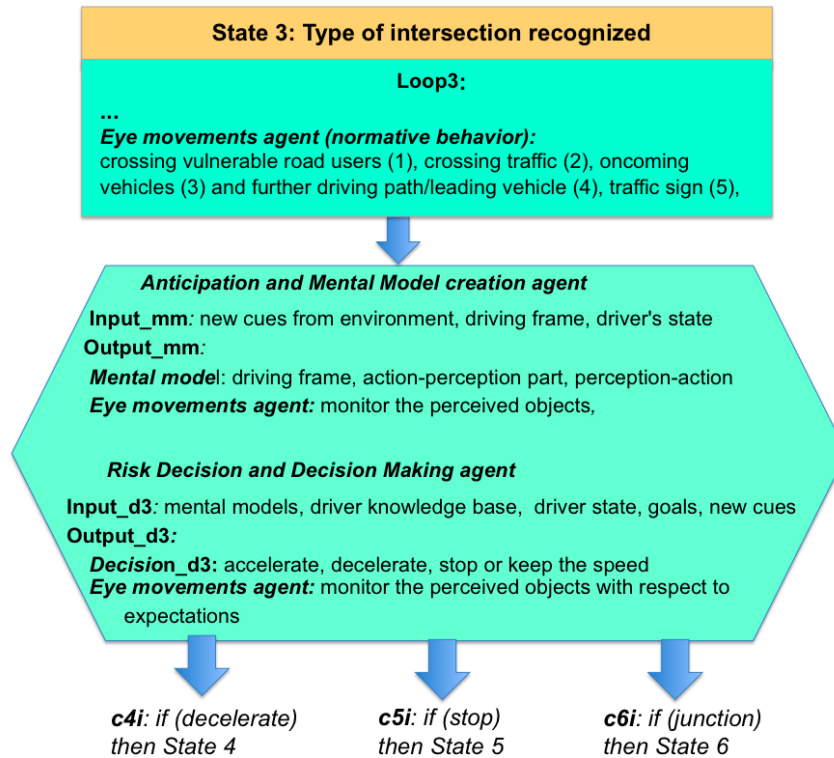 State 3: Type of intersection recognized
Loop3:
...
Eye movements agent (normative behavior):
crossing vulnerable road users (1), crossing traffic (2), oncoming
vehicles (3) and further driving path/leading vehicle (4), traffic sign (5),
Anticipation and Mental Model creation agent
Input_mm: new cues from environment, driving frame, driver's state
Output_mm:
Mental model: driving frame, action-perception part, perception-action
Eye movements agent: monitor the perceived objects,
Risk Decision and Decision Making agent
Input_d3: mental models, driver knowledge base, driver state, goals, new cues
Output_d3:
Decision_d3: accelerate, decelerate, stop or keep the speed
Eye movements agent: monitor the perceived objects with respect to
expectations
c4i: if (decelerate)
then State 4
c5i: if (stop)
then State 5
c6i: if (junction)
then State 6